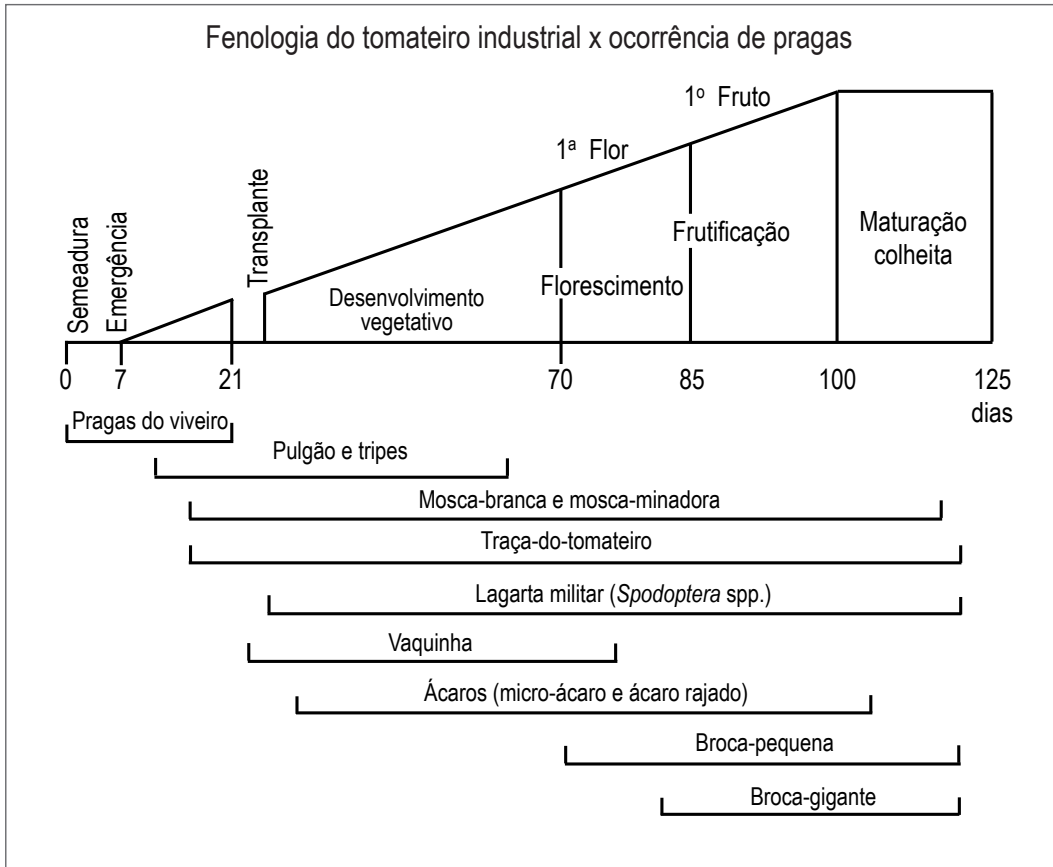 Fenologia do tomateiro industrial x ocorrência de pragas
1º Fruto
1ª Flor
Semeadura
Emergência
Transplante
Desenvolvimento
vegetativo
Florescimento
Frutificação
Maturação
colheita
0 7 21 70 85 100 125
dias
Pragas do viveiro
Pulgão e tripes
Mosca-branca e mosca-minadora
Traça-do-tomateiro
Lagarta militar (Spodoptera spp.)
Vaquinha
Ácaros (micro-ácaro e ácaro rajado)
Broca-pequena
Broca-gigante